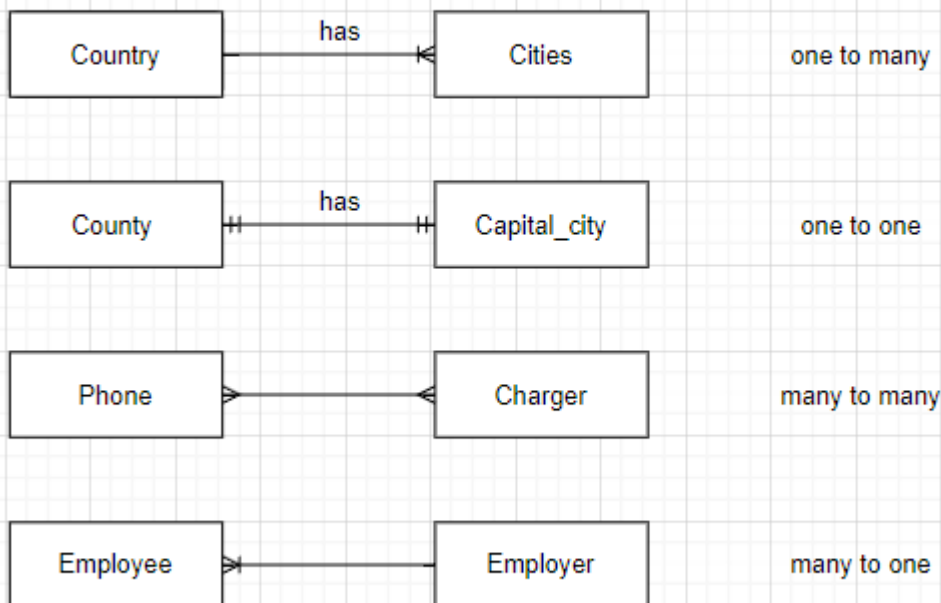 has
Country
Cities
one to many
has
County
Capital_city
one to one
Phone
Charger
many to many
Employee
Employer
many to one